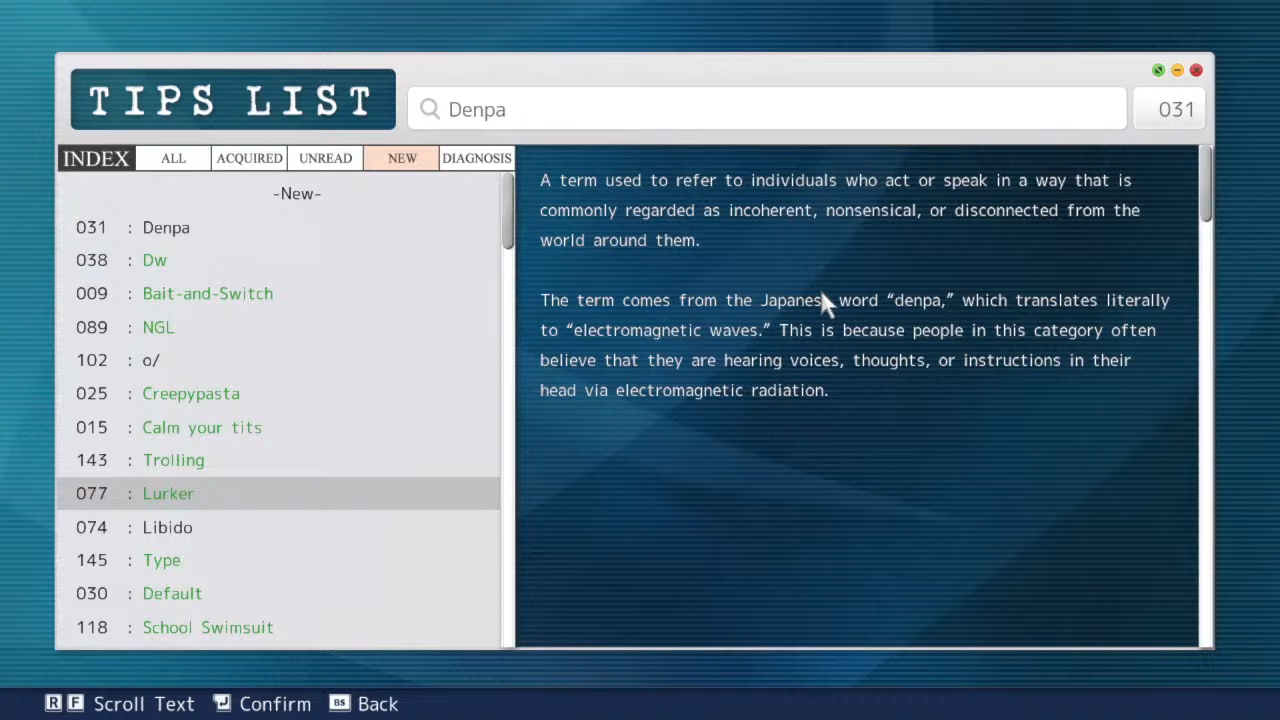 TIPS LIST
Denpa
031
INDEX ALL ACQUIRED UNREAD NEW DIAGNOSIS
-New-
031 : Denpa
038 : Dw
009 : Bait-and-Switch
089 : NGL
102 : o/
025 : Creepypasta
015 : Calm your tits
143 : Trolling
077 : Lurker
074 : Libido
145 : Type
030 : Default
118 : School Swimsuit
A term used to refer to individuals who act or speak in a way that is
commonly regarded as incoherent, nonsensical, or disconnected from the
world around them.
The term comes from the Japanese word “denpa,” which translates literally
to “electromagnetic waves.” This is because people in this category often
believe that they are hearing voices, thoughts, or instructions in their
head via electromagnetic radiation.
R F Scroll Text Confirm BS Back